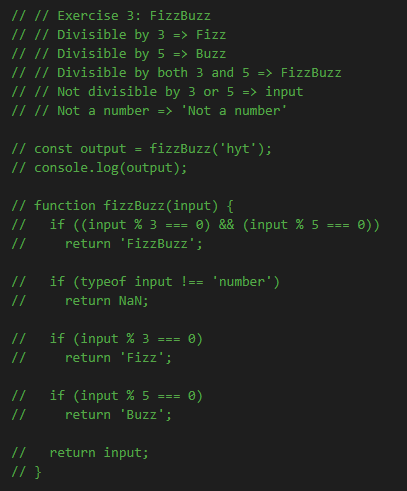 // // Exercise 3: FizzBuzz
// // Divisible by 3 => Fizz
// // Divisible by 5 => Buzz
// // Divisible by both 3 and 5 => FizzBuzz
// // Not divisible by 3 or 5 => input
// // Not a number => 'Not a number'

// const output = fizzBuzz('hyt');
// console.log(output);

// function fizzBuzz(input) {
//   if ((input % 3 === 0) && (input % 5 === 0))
//     return 'FizzBuzz';

//   if (typeof input !== 'number')
//     return NaN;

//   if (input % 3 === 0)
//     return 'Fizz';

//   if (input % 5 === 0)
//     return 'Buzz';

//   return input;
// }